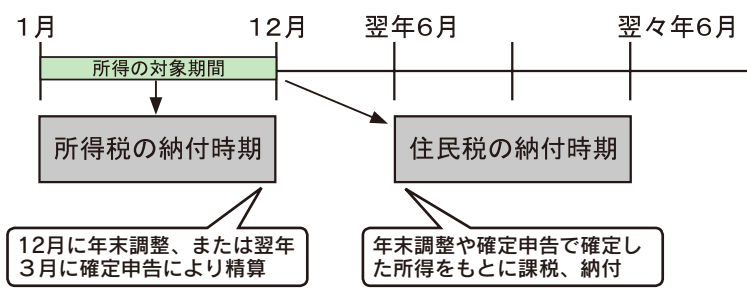 1月
12月
翌年6月
翌々年6月
所得の対象期間
所得税の納付時期
住民税の納付時期
12月に年末調整、または翌年
3月に確定申告により精算
年末調整や確定申告で確定し
た所得をもとに課税、納付